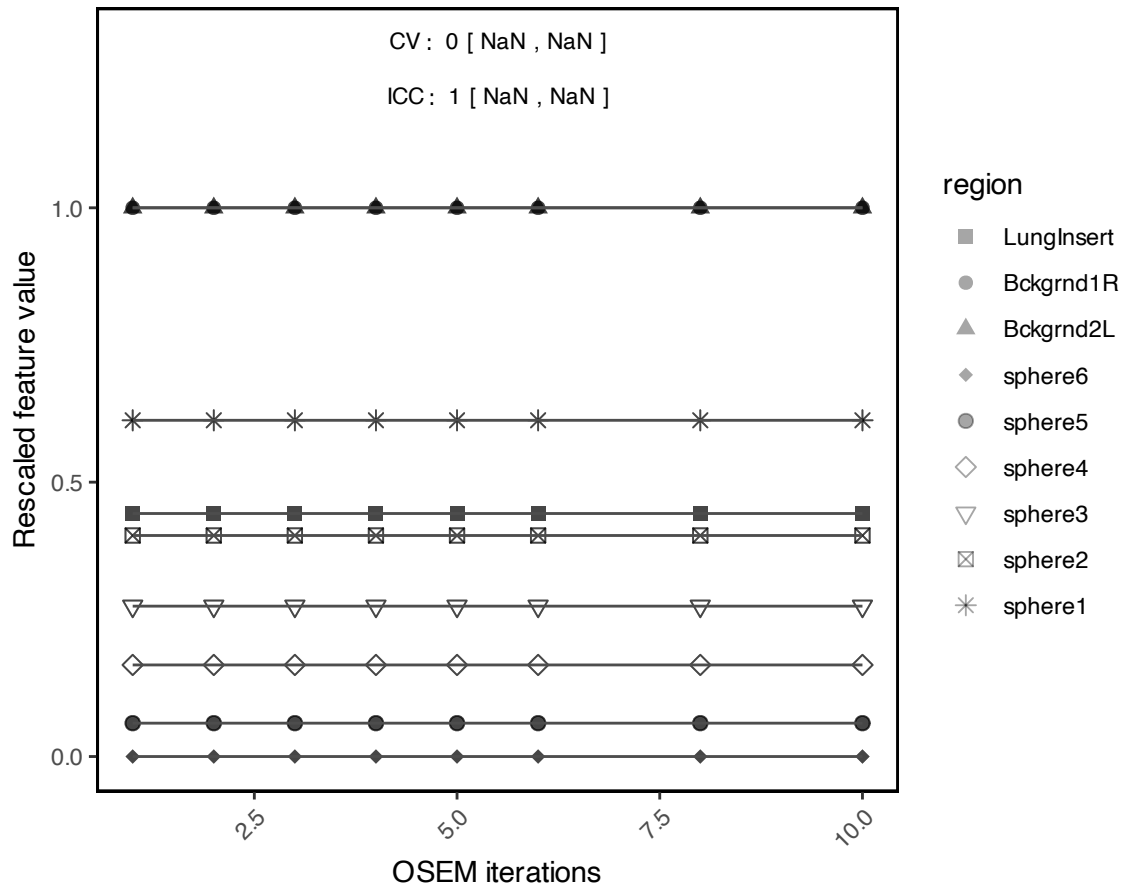 CV : 0 [ NaN , NaN ]
ICC : 1 [ NaN , NaN ]
Rescaled feature value
1.0
0.5
0.0
2.5
5.0
7.5
10.0
OSEM iterations
region
LungInsert
Bckgrnd1R
Bckgrnd2L
sphere6
sphere5
sphere4
sphere3
sphere2
sphere1